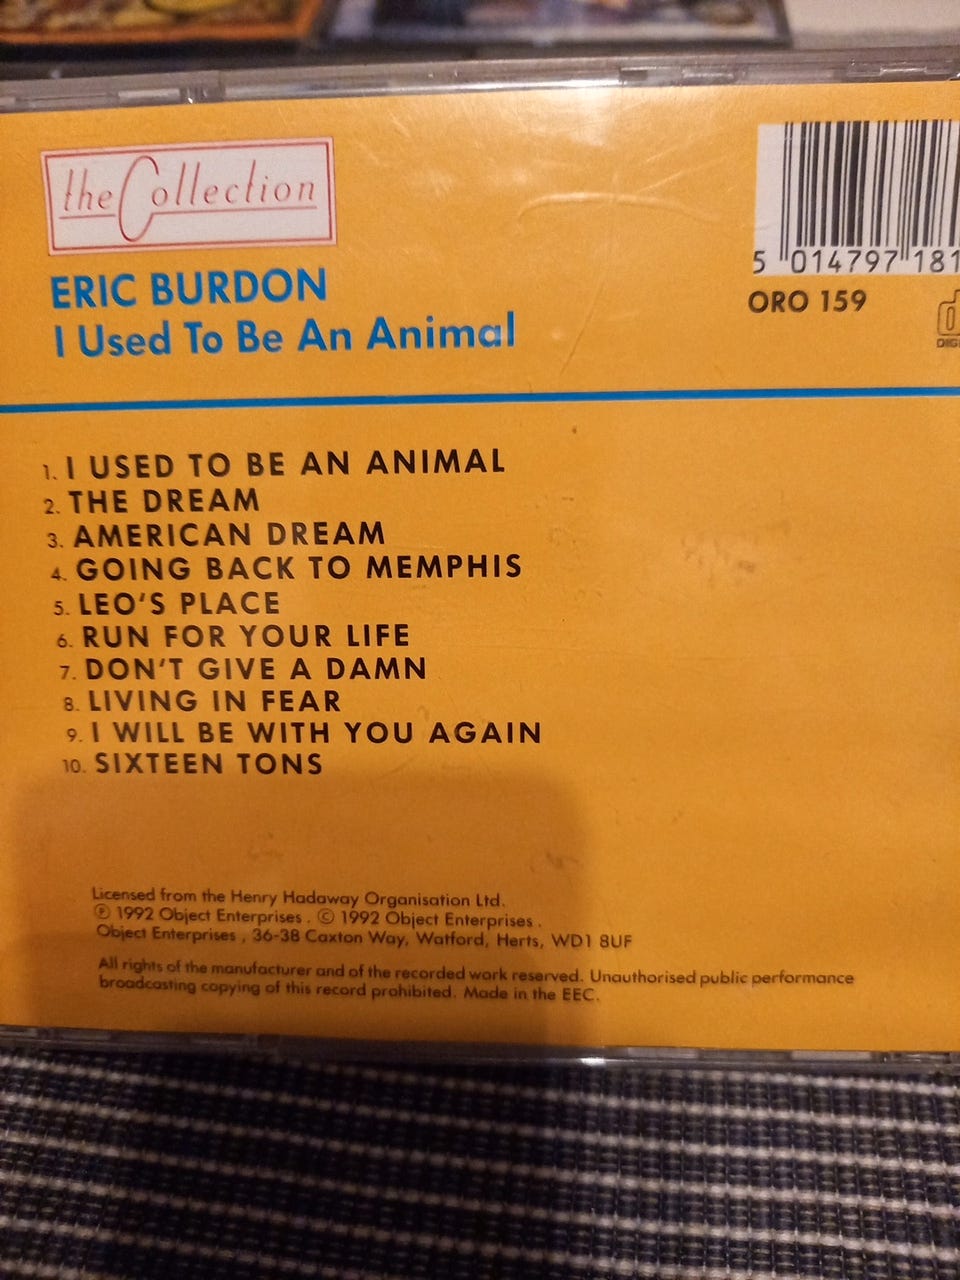 the Collection
ERIC BURDON
I Used To Be An Animal
5 014797 181
ORO 159
1. I USED TO BE AN ANIMAL
2. THE DREAM
3. AMERICAN DREAM
4. GOING BACK TO MEMPHIS
5. LEO'S PLACE
6. RUN FOR YOUR LIFE
7. DON'T GIVE A DAMN
8. LIVING IN FEAR
9. I WILL BE WITH YOU AGAIN
10. SIXTEEN TONS
Licensed from the Henry Hadaway Organisation Ltd.
℗ 1992 Object Enterprises . © 1992 Object Enterprises .
Object Enterprises , 36-38 Caxton Way, Watford, Herts, WD1 8UF
All rights of the manufacturer and of the recorded work reserved. Unauthorised public performance
broadcasting copying of this record prohibited. Made in the EEC.